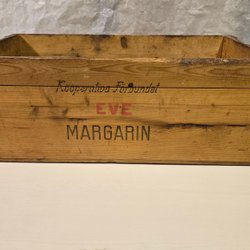 Kooperativa Förbundet
EVE
MARGARIN